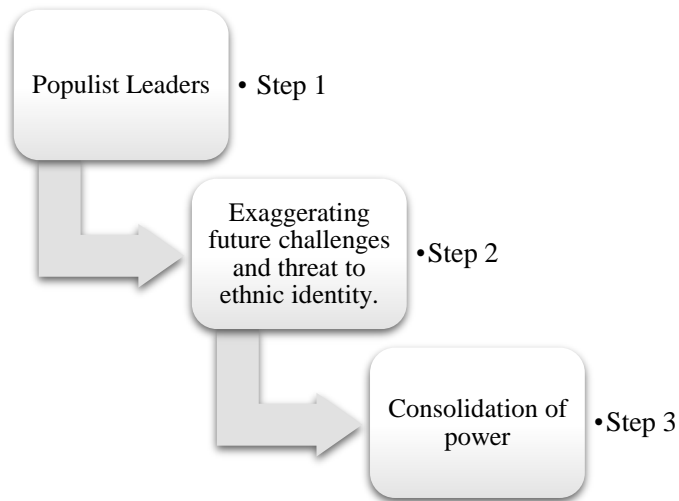 Populist Leaders
• Step 1
Exaggerating
future challenges
and threat to
ethnic identity.
•Step 2
Consolidation of
power
•Step 3